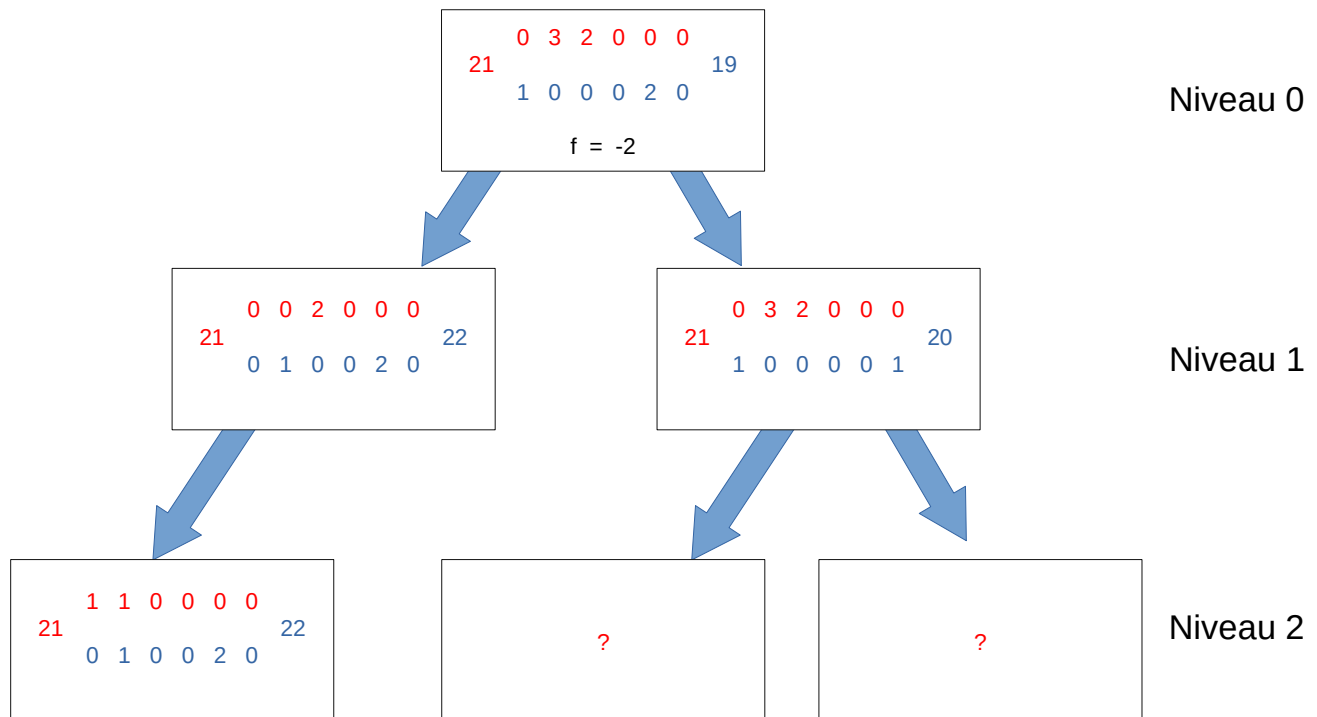 0 3 2 0 0 0
21 19
1 0 0 0 2 0
f = -2
Niveau 0
0 0 2 0 0 0
21 22
0 1 0 0 2 0
0 3 2 0 0 0
21 20
1 0 0 0 0 1
Niveau 1
1 1 0 0 0 0
21 22
0 1 0 0 2 0
?
?
Niveau 2